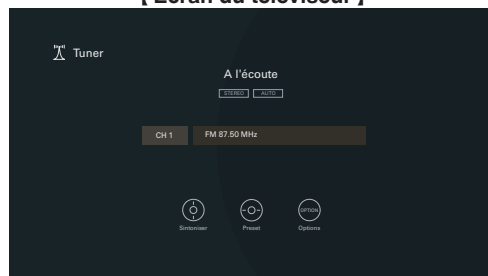 【 Ecran du téléviseur 】
Tuner
A l'écoute
STEREO AUTO
CH 1 FM 87.50 MHz
OPTION
Sintoniser Preset Options